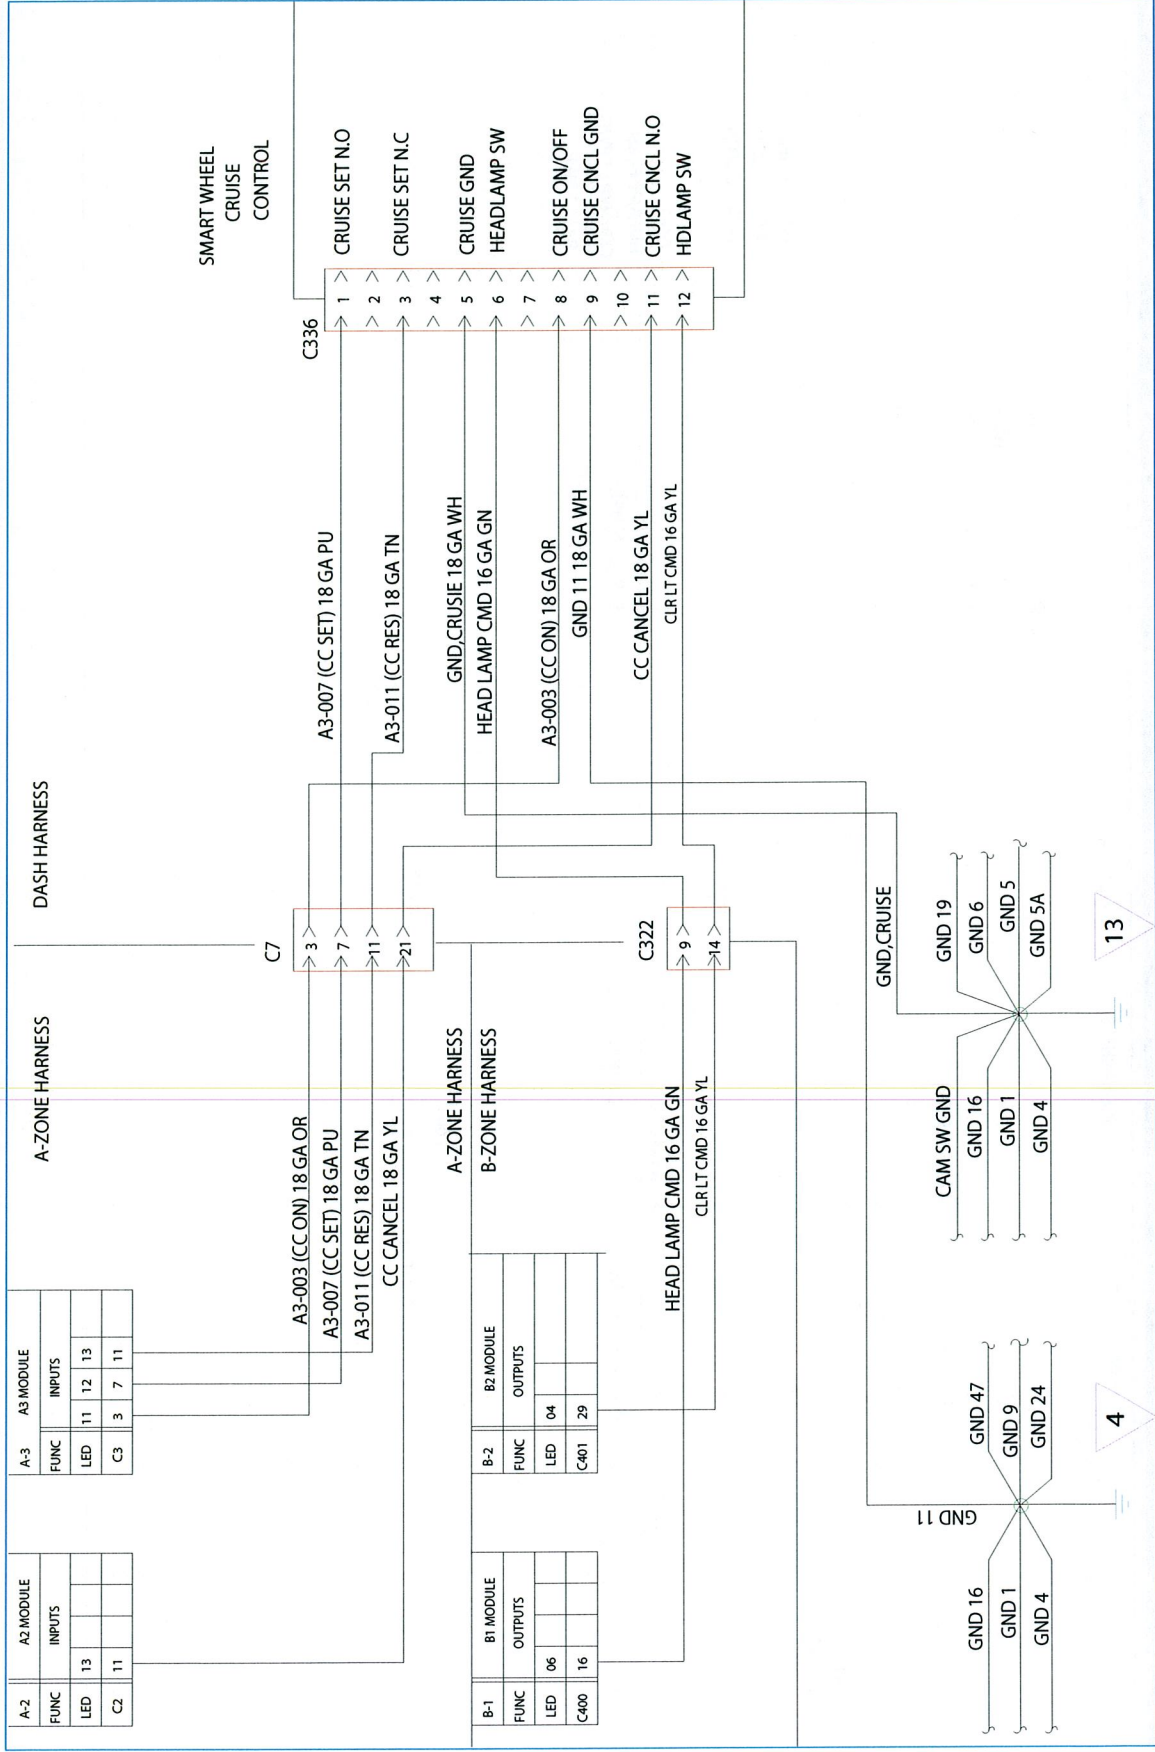 A-2 A2 MODULE
FUNC INPUTS
LED 13
C2 11
A-3 A3 MODULE
FUNC INPUTS
LED 11 12 13
C3 3 7 11
A-ZONE HARNESS
DASH HARNESS
A3-003 (CC ON) 18 GA OR
A3-007 (CC SET) 18 GA PU
A3-011 (CC RES) 18 GA TN
CC CANCEL 18 GA YL
C7
3
7
11
21
A-ZONE HARNESS
B-ZONE HARNESS
B-1 B1 MODULE
FUNC OUTPUTS
LED 06
C400 16
B-2 B2 MODULE
FUNC OUTPUTS
LED 04
C401 29
HEAD LAMP CMD 16 GA GN
CLR LT CMD 16 GA YL
C322
9
14
SMART WHEEL
CRUISE
CONTROL
C336
A3-007 (CC SET) 18 GA PU
1 CRUISE SET N.O
2
A3-011 (CC RES) 18 GA TN
3 CRUISE SET N.C
4
GND,CRUSIE 18 GA WH
5 CRUISE GND
HEAD LAMP CMD 16 GA GN
6 HEADLAMP SW
7
A3-003 (CC ON) 18 GA OR
8 CRUISE ON/OFF
GND 11 18 GA WH
9 CRUISE CNCL GND
10
CC CANCEL 18 GA YL
11 CRUISE CNCL N.O
CLR LT CMD 16 GA YL
12 HDLAMP SW
GND 11
GND 16
GND 1
GND 4
GND 47
GND 9
GND 24
4
GND,CRUISE
CAM SW GND
GND 16
GND 1
GND 4
GND 19
GND 6
GND 5
GND 5A
13